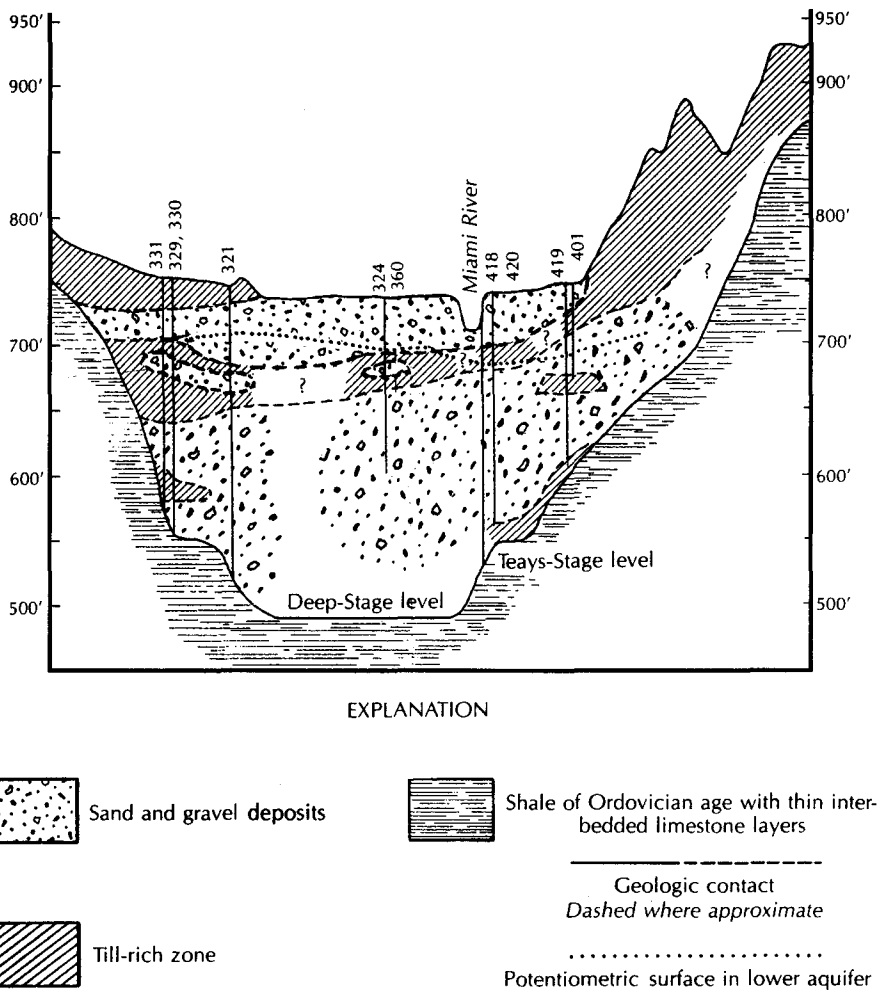 950'
950'
900'
900'
800'
800'
700'
700'
600'
600'
500'
500'
331
329, 330
321
324
360
Miami River
418
420
419
401
?
?
?
?
Teays-Stage level
Deep-Stage level
EXPLANATION
Sand and gravel deposits
Shale of Ordovician age with thin inter-
bedded limestone layers
Geologic contact
Dashed where approximate
Till-rich zone
Potentiometric surface in lower aquifer